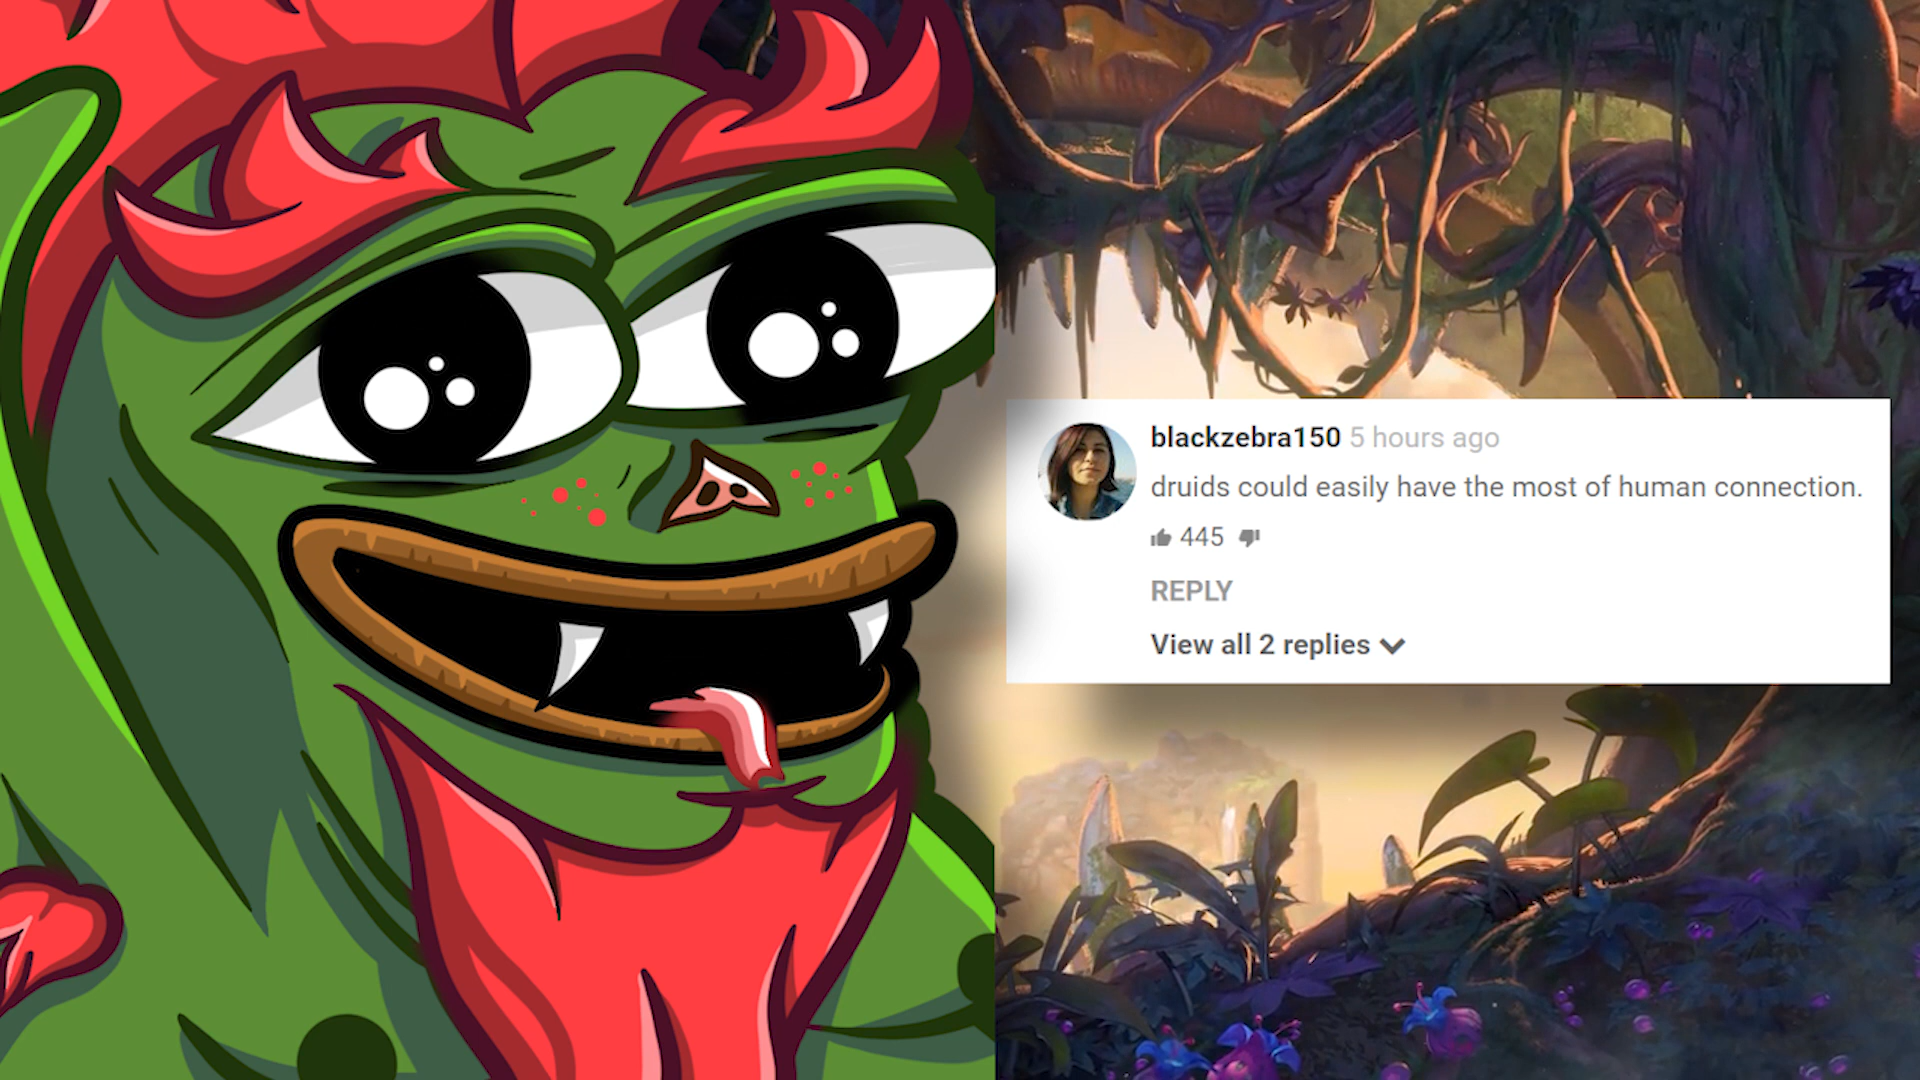 blackzebra150 5 hours ago
druids could easily have the most of human connection.
445
REPLY
View all 2 replies